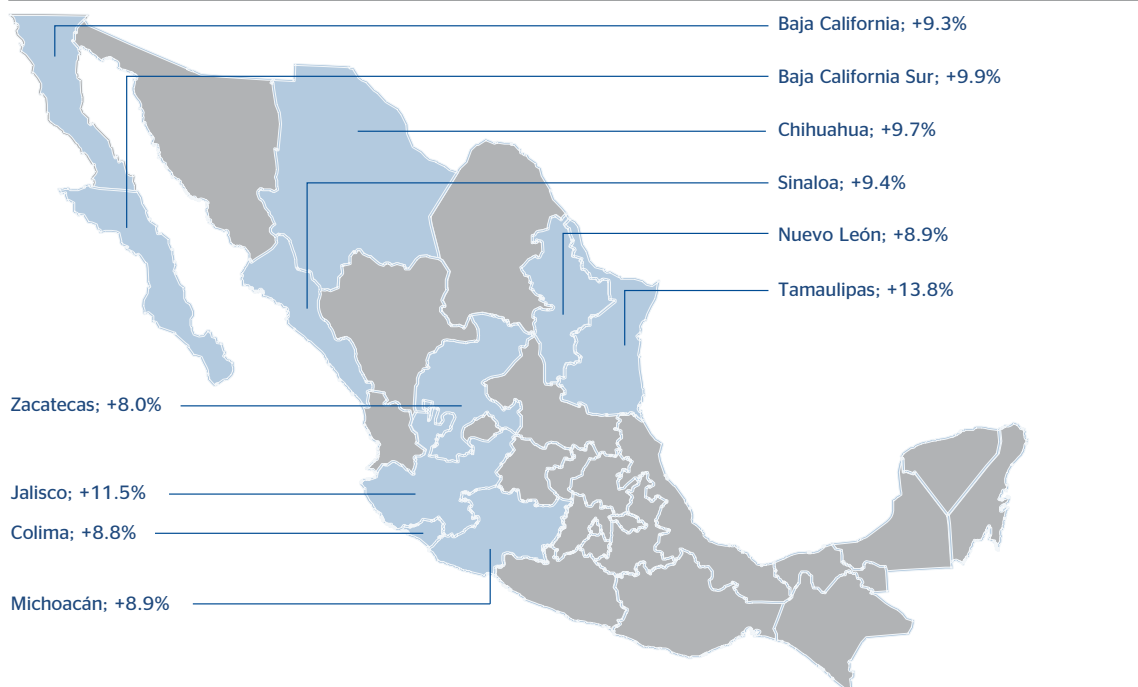 Baja California; +9.3%
Baja California Sur; +9.9%
Chihuahua; +9.7%
Sinaloa; +9.4%
Nuevo León; +8.9%
Tamaulipas; +13.8%
Zacatecas; +8.0%
Jalisco; +11.5%
Colima; +8.8%
Michoacán; +8.9%